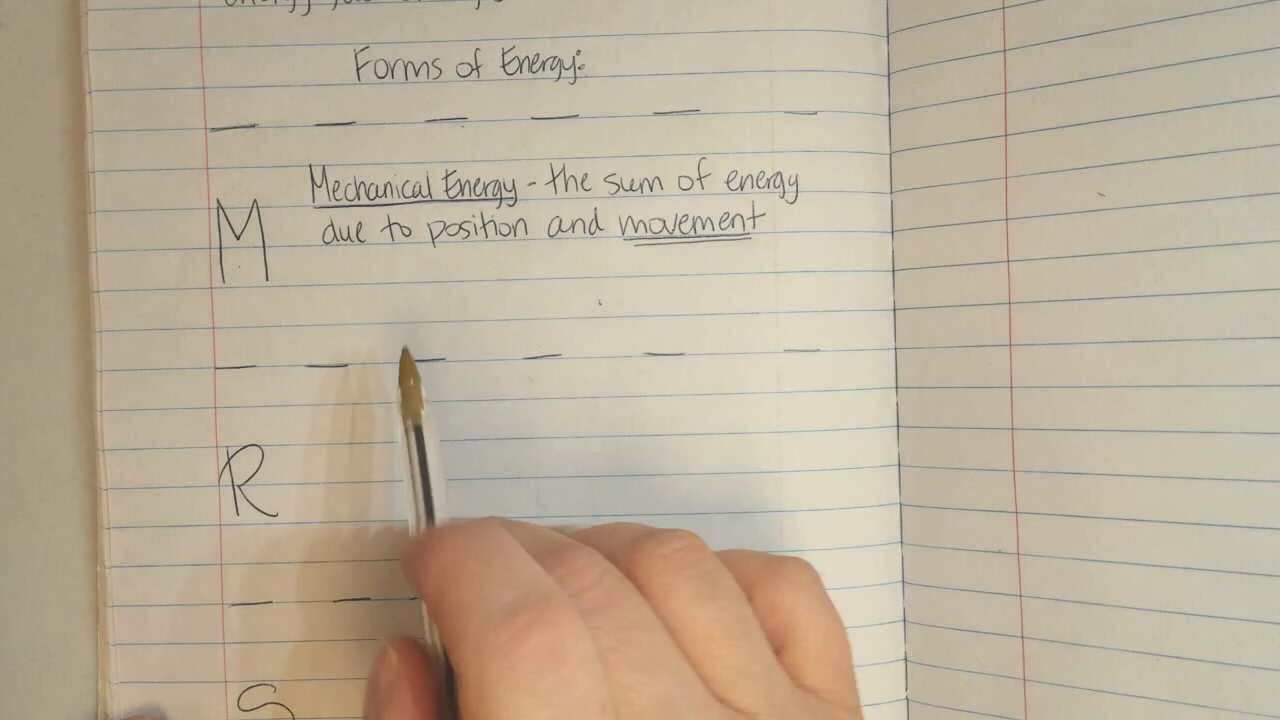 Forms of Energy:
Mechanical Energy - the sum of energy
M
due to position and movement
R
S